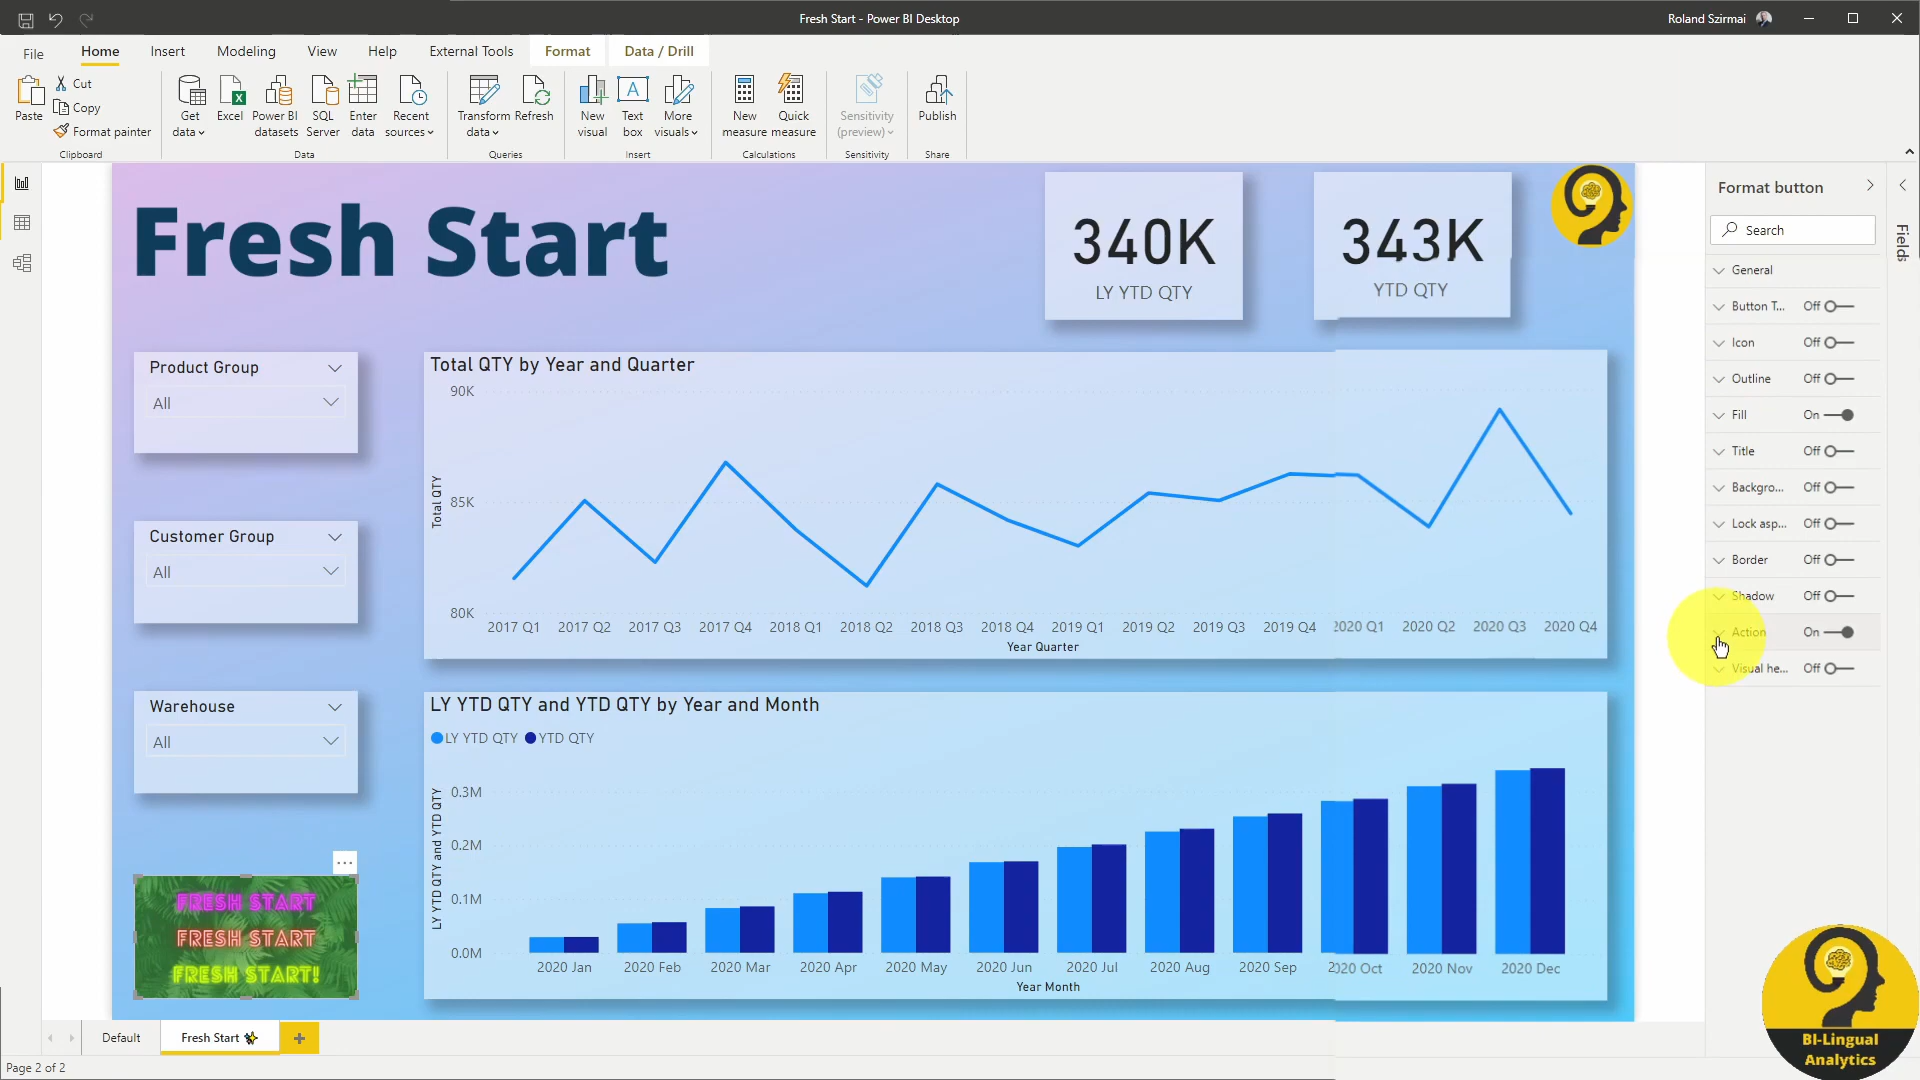 Fresh Start - Power BI Desktop
Roland Szirmai
File
Home
Insert
Modeling
View
Help
External Tools
Format
Data / Drill
Paste
Cut
Copy
Format painter
Clipboard
Get data
Excel
Power BI datasets
SQL Server
Enter data
Recent sources
Data
Transform data
Refresh
Queries
New visual
Text box
More visuals
Insert
New measure
Quick measure
Calculations
Sensitivity (preview)
Sensitivity
Publish
Share
Fresh Start
340K
LY YTD QTY
343K
YTD QTY
Product Group
All
Customer Group
All
Warehouse
All
FRESH START
FRESH START
FRESH START!
Total QTY by Year and Quarter
90K
85K
80K
Total QTY
2017 Q1 2017 Q2 2017 Q3 2017 Q4 2018 Q1 2018 Q2 2018 Q3 2018 Q4 2019 Q1 2019 Q2 2019 Q3 2019 Q4 2020 Q1 2020 Q2 2020 Q3 2020 Q4
Year Quarter
LY YTD QTY and YTD QTY by Year and Month
LY YTD QTY YTD QTY
0.3M
0.2M
0.1M
0.0M
LY YTD QTY and YTD QTY
2020 Jan 2020 Feb 2020 Mar 2020 Apr 2020 May 2020 Jun 2020 Jul 2020 Aug 2020 Sep 2020 Oct 2020 Nov 2020 Dec
Year Month
Format button
Search
General
Button T... Off
Icon Off
Outline Off
Fill On
Title Off
Backgro... Off
Lock asp... Off
Border Off
Shadow Off
Action On
Visual he... Off
Fields
Default
Fresh Start
Page 2 of 2
BI-Lingual
Analytics